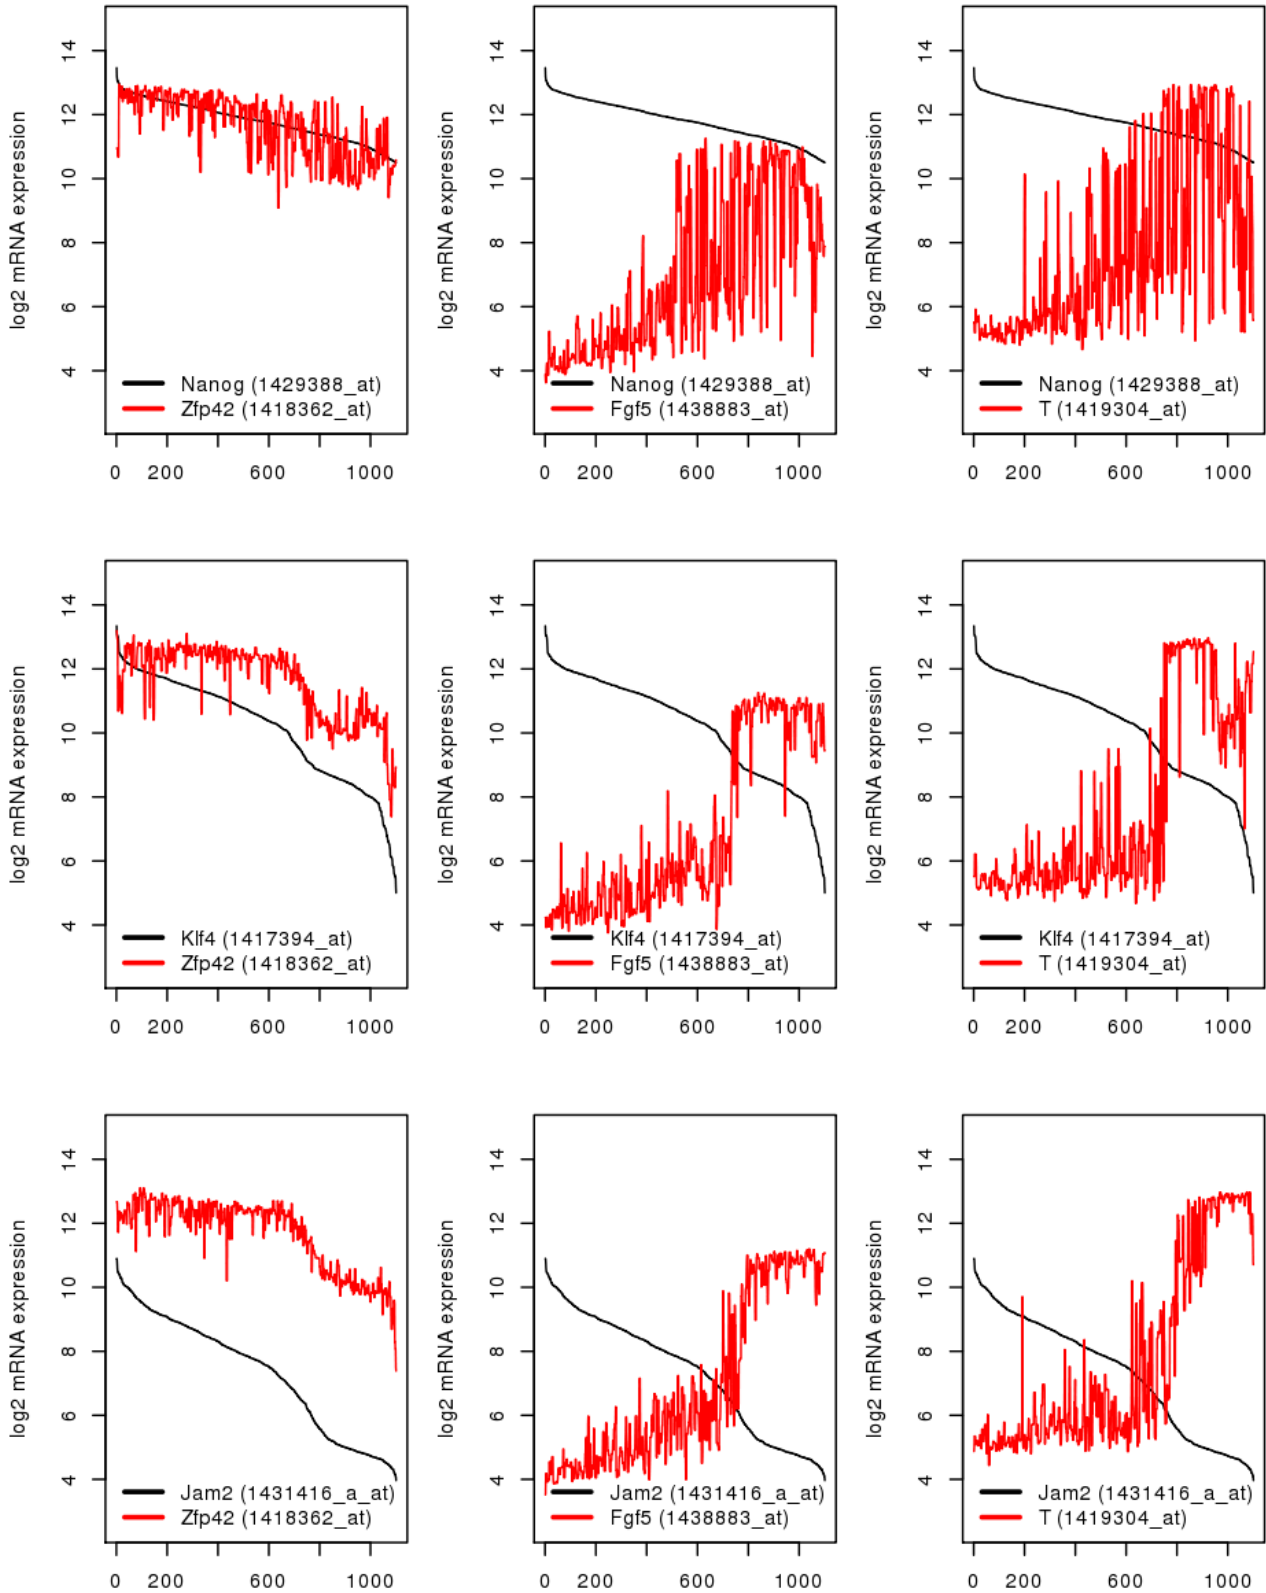 log2 mRNA expression
14
12
10
8
6
4
Nanog (1429388_at)
Zfp42 (1418362_at)
0 200 600 1000
log2 mRNA expression
14
12
10
8
6
4
Nanog (1429388_at)
Fgf5 (1438883_at)
0 200 600 1000
log2 mRNA expression
14
12
10
8
6
4
Nanog (1429388_at)
T (1419304_at)
0 200 600 1000
log2 mRNA expression
14
12
10
8
6
4
Klf4 (1417394_at)
Zfp42 (1418362_at)
0 200 600 1000
log2 mRNA expression
14
12
10
8
6
4
Klf4 (1417394_at)
Fgf5 (1438883_at)
0 200 600 1000
log2 mRNA expression
14
12
10
8
6
4
Klf4 (1417394_at)
T (1419304_at)
0 200 600 1000
log2 mRNA expression
14
12
10
8
6
4
Jam2 (1431416_a_at)
Zfp42 (1418362_at)
0 200 600 1000
log2 mRNA expression
14
12
10
8
6
4
Jam2 (1431416_a_at)
Fgf5 (1438883_at)
0 200 600 1000
log2 mRNA expression
14
12
10
8
6
4
Jam2 (1431416_a_at)
T (1419304_at)
0 200 600 1000